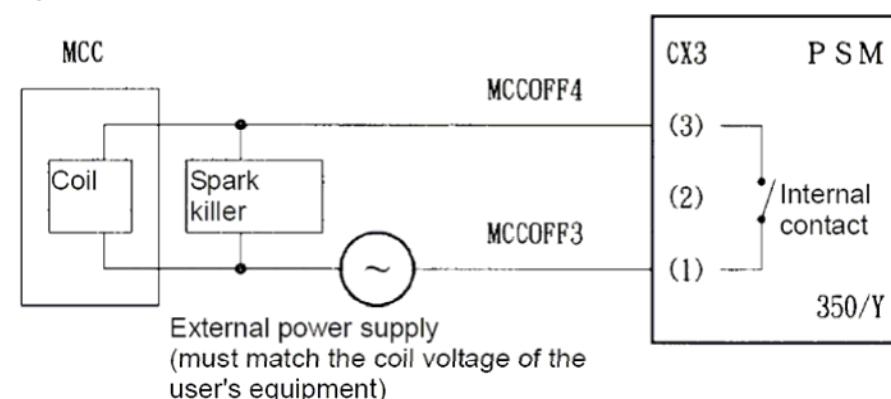 MCC
CX3 PSM
MCCOFF4
(3)
Coil
Spark
killer
(2)
Internal
contact
MCCOFF3
(1)
~
350/Y
External power supply
(must match the coil voltage of the
user's equipment)